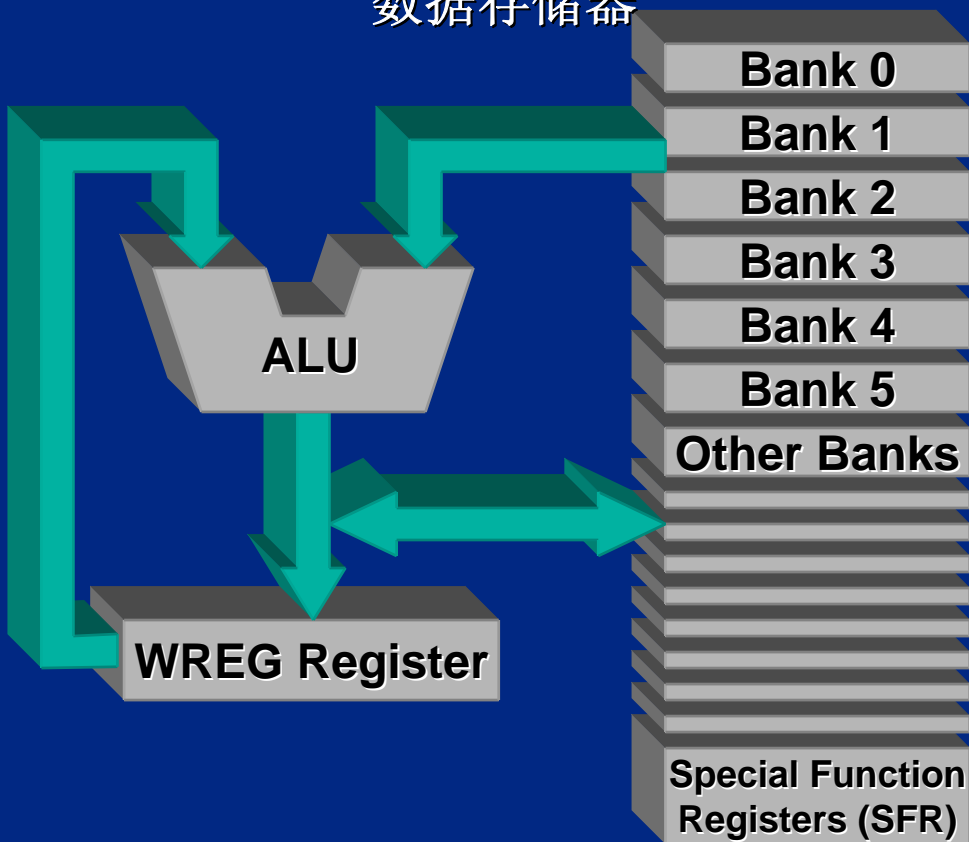 数据存储器
Bank 0
Bank 1
Bank 2
Bank 3
Bank 4
Bank 5
Other Banks
ALU
WREG Register
Special Function
Registers (SFR)